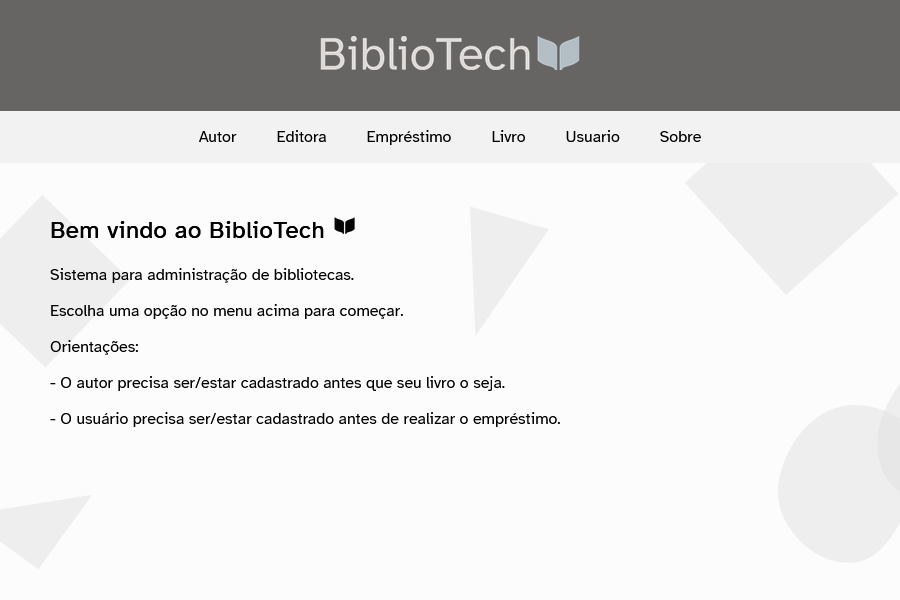 BiblioTech
Autor Editora Empréstimo Livro Usuario Sobre
Bem vindo ao BiblioTech
Sistema para administração de bibliotecas.
Escolha uma opção no menu acima para começar.
Orientações:
- O autor precisa ser/estar cadastrado antes que seu livro o seja.
- O usuário precisa ser/estar cadastrado antes de realizar o empréstimo.